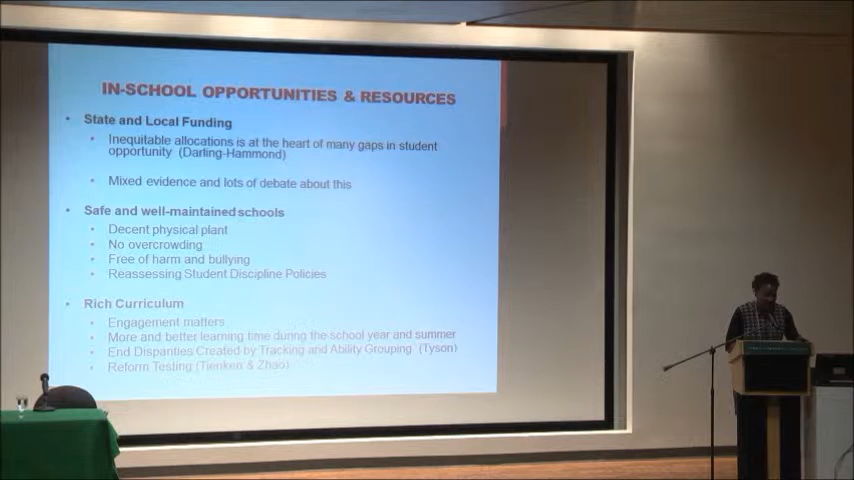 IN-SCHOOL OPPORTUNITIES & RESOURCES
• State and Local Funding
• Inequitable allocations is at the heart of many gaps in student
opportunity (Darling-Hammond)
• Mixed evidence and lots of debate about this
• Safe and well-maintained schools
• Decent physical plant
• No overcrowding
• Free of harm and bullying
• Reassessing Student Discipline Policies
• Rich Curriculum
• Engagement matters
• More and better learning time during the school year and summer
• End Disparities Created by Tracking and Ability Grouping (Tyson)
• Reform Testing (Tienken & Zhao)